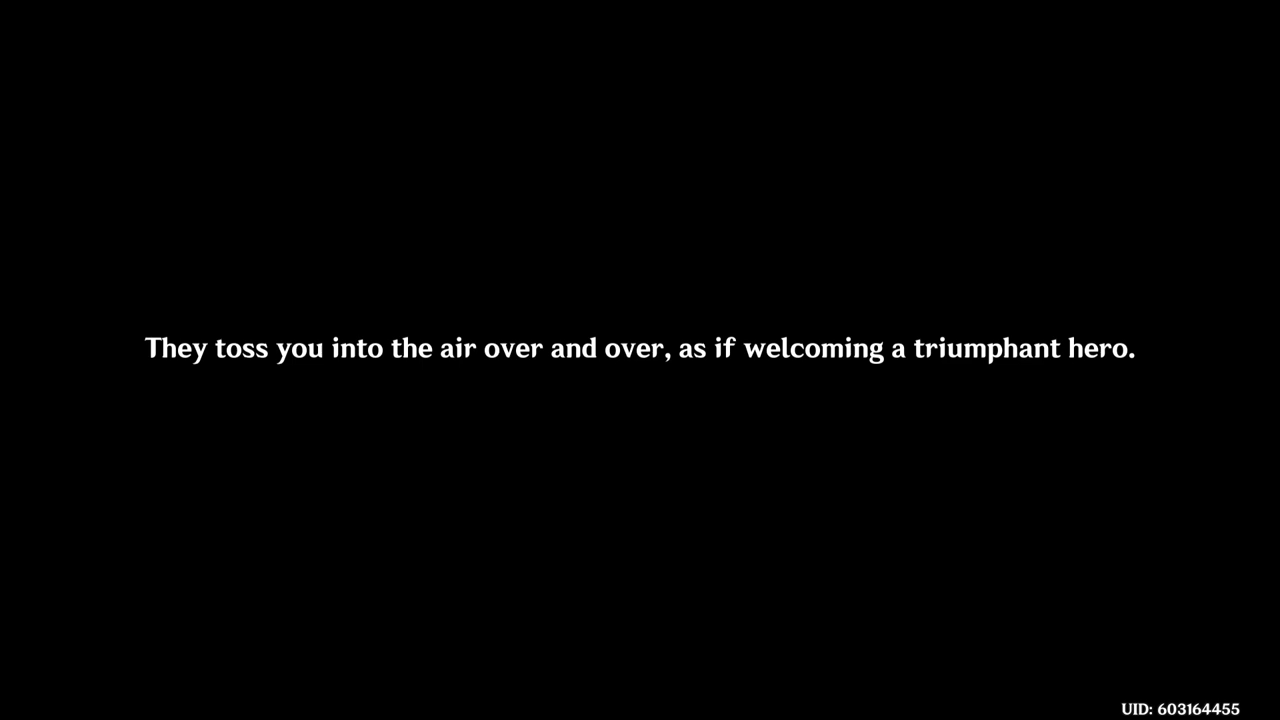 They toss you into the air over and over, as if welcoming a triumphant hero.
UID: 603164455